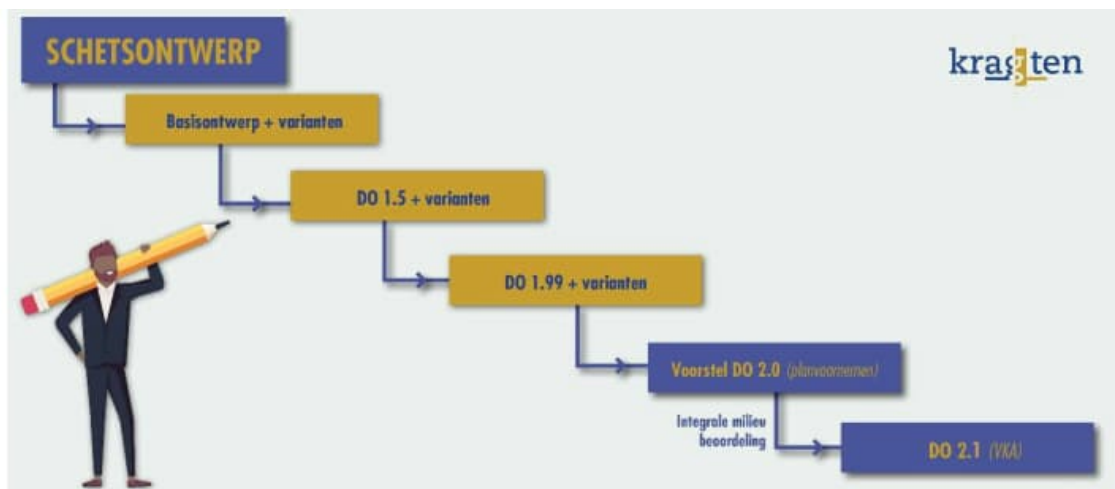 SCHETSONTWERP
kragten
Basisontwerp + varianten
DO 1.5 + varianten
DO 1.99 + varianten
Voorstel DO 2.0 (planvoornemen)
Integrale milieu
beoordeling
DO 2.1 (VKA)